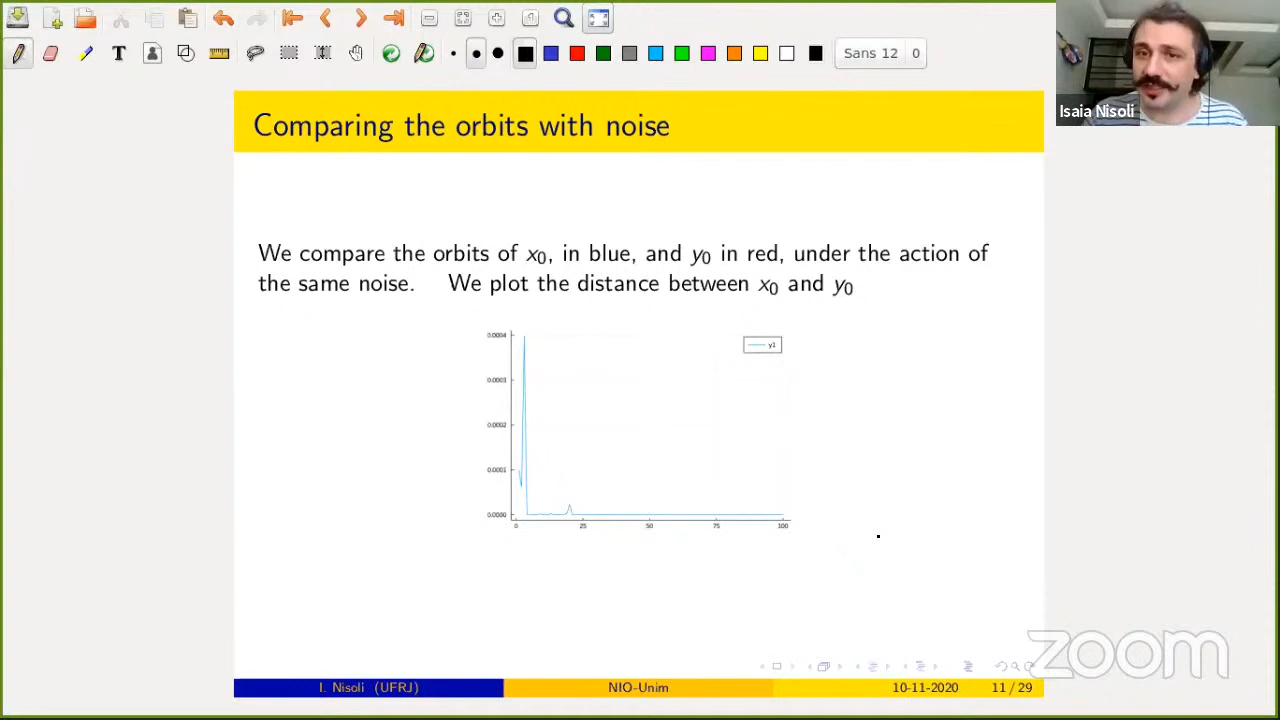 Sans 12 0
Isaia Nisoli
Comparing the orbits with noise
We compare the orbits of x0, in blue, and y0 in red, under the action of
the same noise. We plot the distance between x0 and y0
0.0004
0.0003
0.0002
0.0001
0.0000
y1
0 25 50 75 100
zoom
I. Nisoli (UFRJ) NIO-Unim 10-11-2020 11 / 29